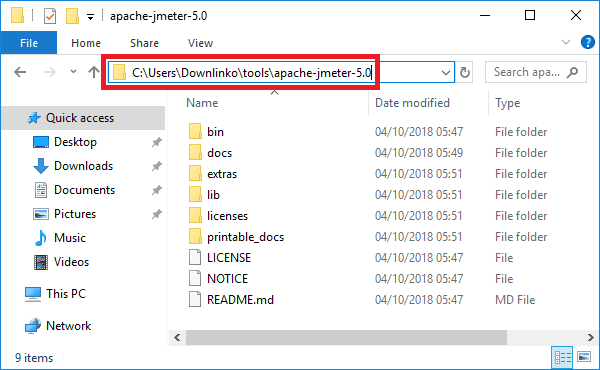 apache-jmeter-5.0
File Home Share View
C:\Users\Downlinko\tools\apache-jmeter-5.0
Search apa...
Quick access
Desktop
Downloads
Documents
Pictures
Music
Videos
This PC
Network
Name Date modified Type
bin 04/10/2018 05:47 File folder
docs 04/10/2018 05:49 File folder
extras 04/10/2018 05:51 File folder
lib 04/10/2018 05:51 File folder
licenses 04/10/2018 05:51 File folder
printable_docs 04/10/2018 05:51 File folder
LICENSE 04/10/2018 05:47 File
NOTICE 04/10/2018 05:47 File
README.md 04/10/2018 05:47 MD File
9 items